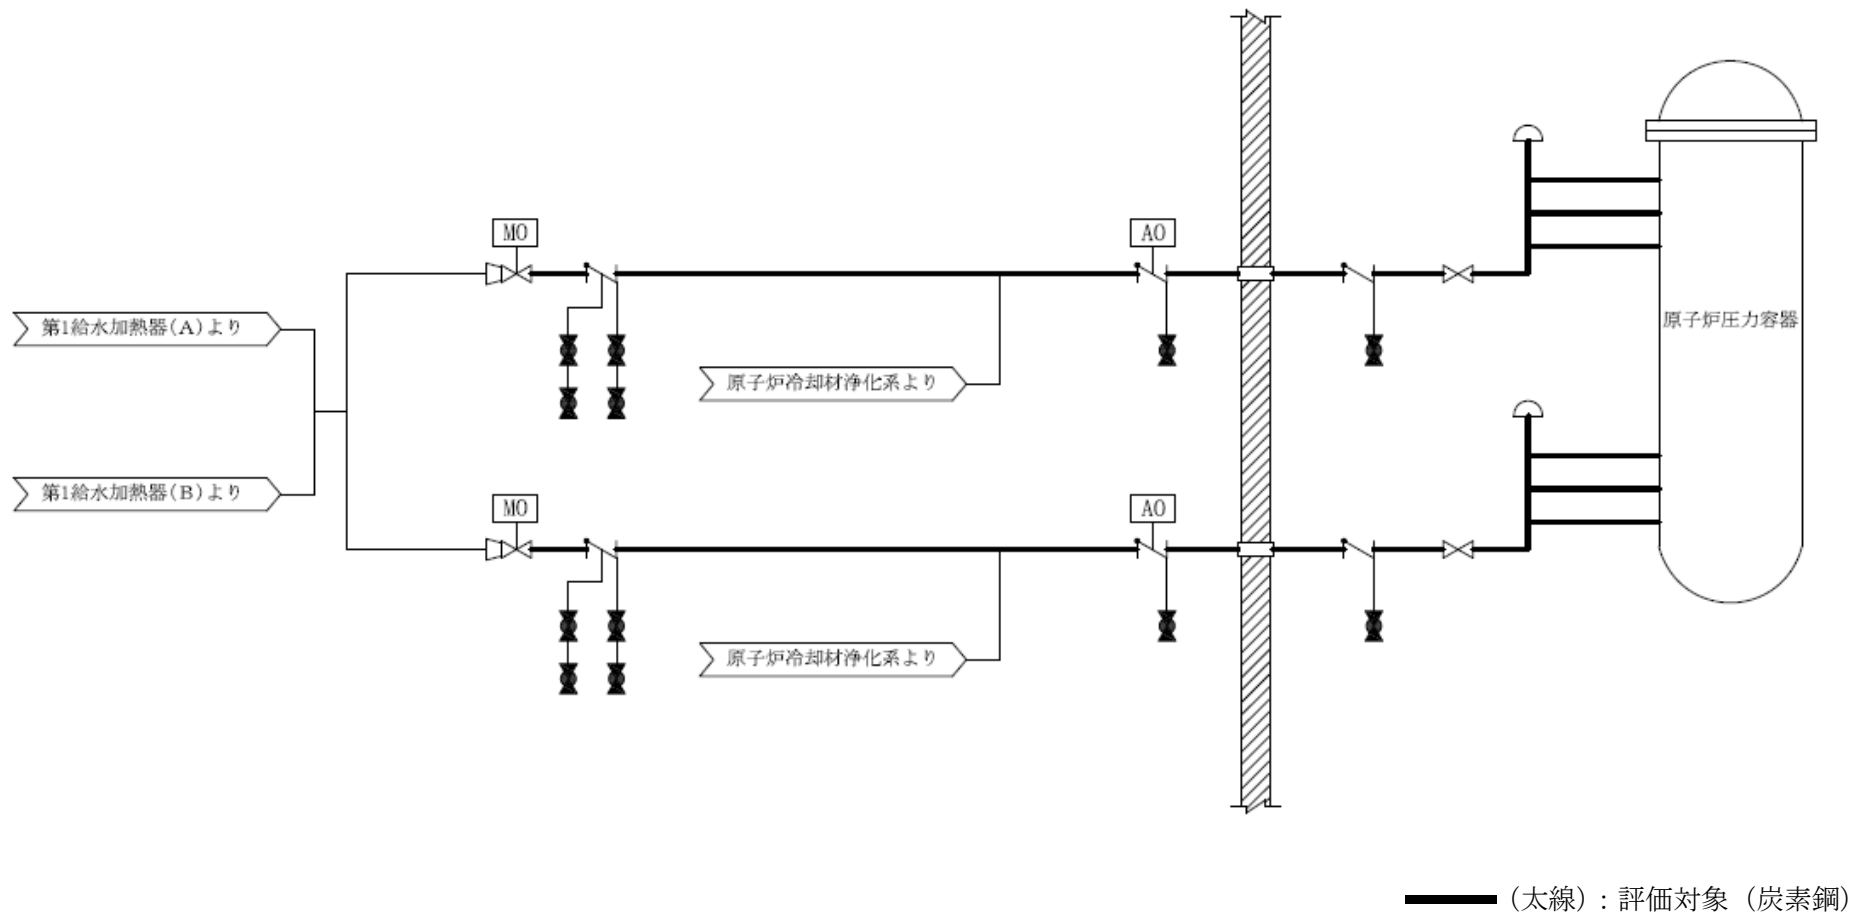 MO
AO
第1給水加熱器(A)より
原子炉圧力容器
原子炉冷却材浄化系より
第1給水加熱器(B)より
MO
AO
原子炉冷却材浄化系より
(太線):評価対象(炭素鋼)